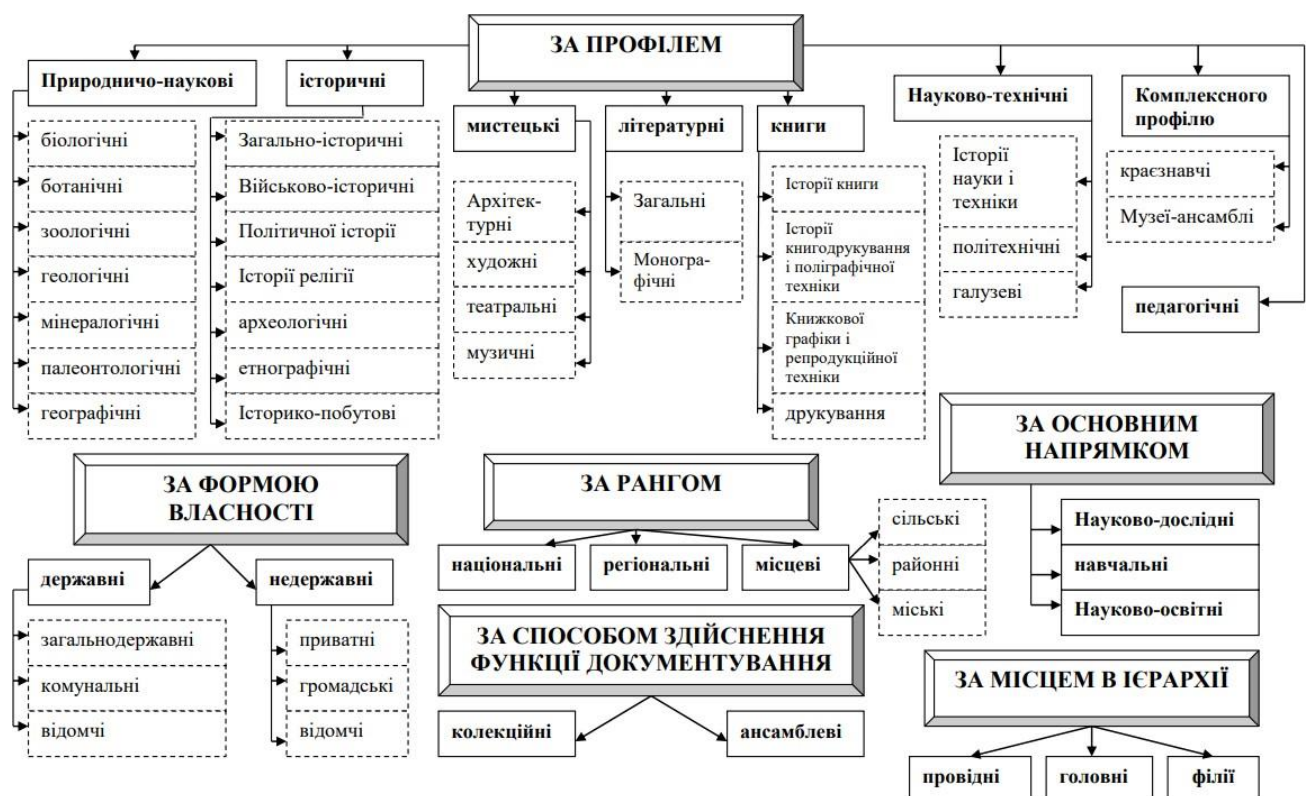 ЗА ПРОФІЛЕМ
Природничо-наукові
біологічні
ботанічні
зоологічні
геологічні
мінералогічні
палеонтологічні
географічні
історичні
Загально-історичні
Військово-історичні
Політичної історії
Історії релігії
археологічні
етнографічні
Історико-побутові
мистецькі
Архітек-
турні
художні
театральні
музичні
літературні
Загальні
Моногра-
фічні
книги
Історії книги
Історії
книгодрукування
і поліграфічної
техніки
Книжкової
графіки і
репродукційної
техніки
друкування
Науково-технічні
Історії
науки і
техніки
політехнічні
галузеві
Комплексного
профілю
краєзнавчі
Музеї-ансамблі
педагогічні
ЗА ФОРМОЮ
ВЛАСНОСТІ
державні
загальнодержавні
комунальні
відомчі
недержавні
приватні
громадські
відомчі
ЗА РАНГОМ
національні
регіональні
місцеві
сільські
районні
міські
ЗА ОСНОВНИМ
НАПРЯМКОМ
Науково-дослідні
навчальні
Науково-освітні
ЗА СПОСОБОМ ЗДІЙСНЕННЯ
ФУНКЦІЇ ДОКУМЕНТУВАННЯ
колекційні
ансамблеві
ЗА МІСЦЕМ В ІЄРАРХІЇ
провідні
головні
філії